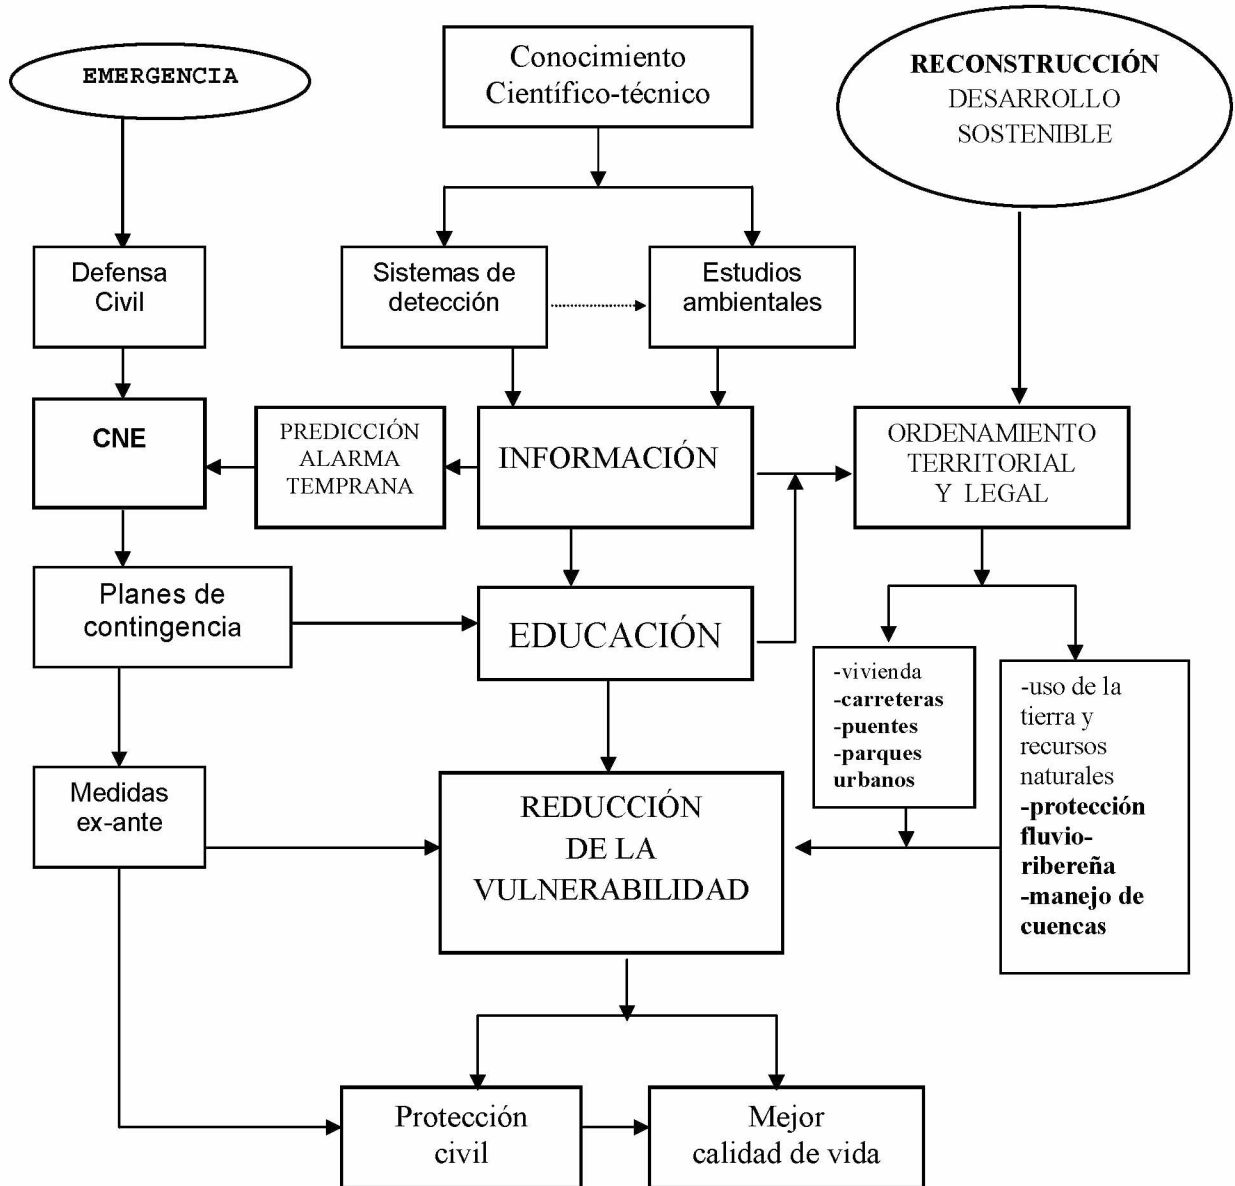 EMERGENCIA
Conocimiento
Científico-técnico
RECONSTRUCCIÓN
DESARROLLO
SOSTENIBLE
Defensa
Civil
Sistemas de
detección
Estudios
ambientales
CNE
PREDICCIÓN
ALARMA
TEMPRANA
INFORMACIÓN
ORDENAMIENTO
TERRITORIAL
Y LEGAL
Planes de
contingencia
EDUCACIÓN
-vivienda
-carreteras
-puentes
-parques
urbanos
-uso de la
tierra y
recursos
naturales
-protección
fluvio-
ribereña
-manejo de
cuencas
Medidas
ex-ante
REDUCCIÓN
DE LA
VULNERABILIDAD
Protección
civil
Mejor
calidad de vida